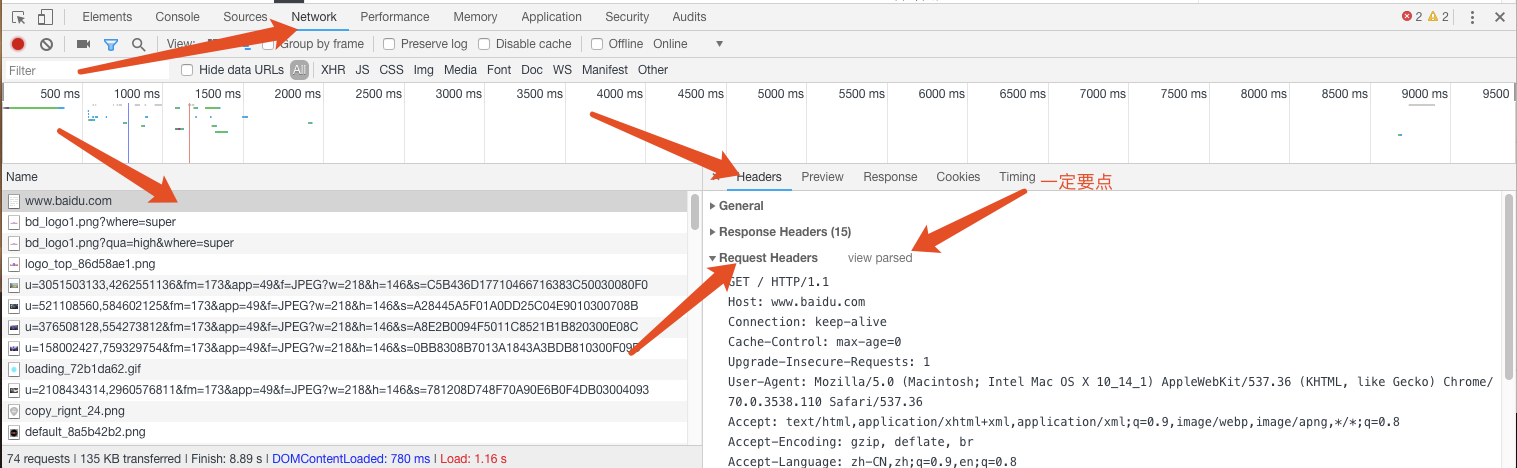 Elements Console Sources Network Performance Memory Application Security Audits 2 2
View: Group by frame Preserve log Disable cache Offline Online
Filter Hide data URLs All XHR JS CSS Img Media Font Doc WS Manifest Other
500 ms 1000 ms 1500 ms 2000 ms 2500 ms 3000 ms 3500 ms 4000 ms 4500 ms 5000 ms 5500 ms 6000 ms 6500 ms 7000 ms 7500 ms 8000 ms 8500 ms 9000 ms 9500
Name
www.baidu.com
bd_logo1.png?where=super
bd_logo1.png?qua=high&where=super
logo_top_86d58ae1.png
u=3051503133,4262551136&fm=173&app=49&f=JPEG?w=218&h=146&s=C5B436D17710466716383C50030080F0
u=521108560,584602125&fm=173&app=49&f=JPEG?w=218&h=146&s=A28445A5F01A0DD25C04E9010300708B
u=376508128,554273812&fm=173&app=49&f=JPEG?w=218&h=146&s=A8E2B0094F5011C8521B1B820300E08C
u=158002427,759329754&fm=173&app=49&f=JPEG?w=218&h=146&s=0BB8308B7013A1843A3BDB810300F09
loading_72b1da62.gif
u=2108434314,2960576811&fm=173&app=49&f=JPEG?w=218&h=146&s=781208D748F70A90E6B0F4DB03004093
copy_rignt_24.png
default_8a5b42b2.png
74 requests | 135 KB transferred | Finish: 8.89 s | DOMContentLoaded: 780 ms | Load: 1.16 s
Headers Preview Response Cookies Timing
一定要点
General
Response Headers (15)
Request Headers view parsed
GET / HTTP/1.1
Host: www.baidu.com
Connection: keep-alive
Cache-Control: max-age=0
Upgrade-Insecure-Requests: 1
User-Agent: Mozilla/5.0 (Macintosh; Intel Mac OS X 10_14_1) AppleWebKit/537.36 (KHTML, like Gecko) Chrome/
70.0.3538.110 Safari/537.36
Accept: text/html,application/xhtml+xml,application/xml;q=0.9,image/webp,image/apng,*/*;q=0.8
Accept-Encoding: gzip, deflate, br
Accept-Language: zh-CN,zh;q=0.9,en;q=0.8